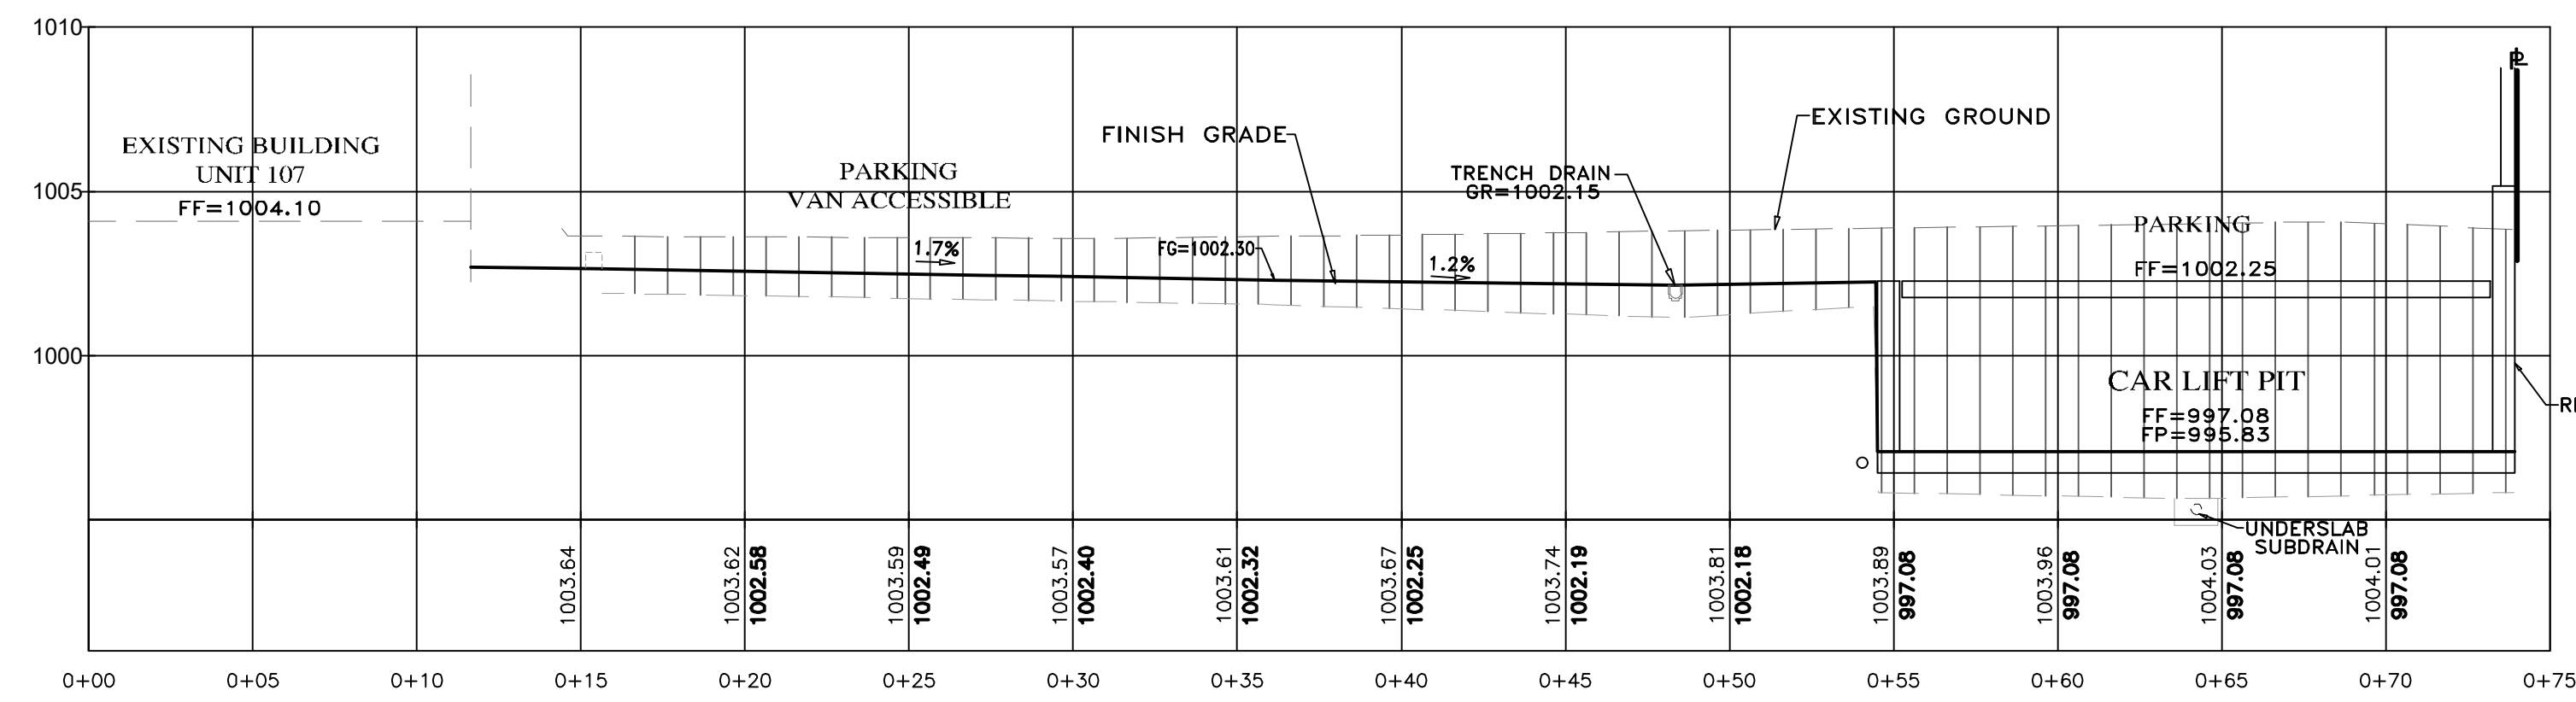 1010
1005
1000
EXISTING BUILDING
UNIT 107
FF=1004.10
PARKING
VAN ACCESSIBLE
FINISH GRADE
EXISTING GROUND
TRENCH DRAIN
GR=1002.15
1.7%
FG=1002.30
1.2%
PARKING
FF=1002.25
CAR LIFT PIT
FF=997.08
FP=995.83
PL
UNDERSLAB
SUBDRAIN
1003.64
1003.62
1002.58
1003.59
1002.49
1003.57
1002.40
1003.61
1002.32
1003.67
1002.25
1003.74
1002.19
1003.81
1002.18
1003.89
997.08
1003.96
997.08
1004.03
997.08
1004.01
997.08
0+00 0+05 0+10 0+15 0+20 0+25 0+30 0+35 0+40 0+45 0+50 0+55 0+60 0+65 0+70 0+75